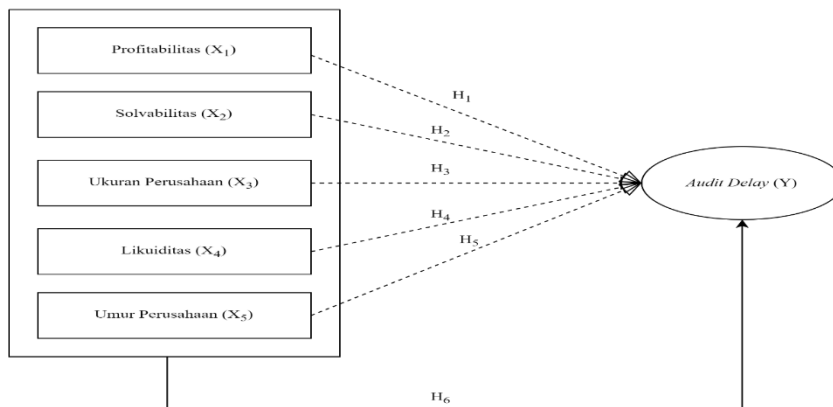 Profitabilitas (X₁)
H₁
Solvabilitas (X₂)
H₂
Ukuran Perusahaan (X₃)
H₃
Audit Delay (Y)
Likuiditas (X₄)
H₄
H₅
Umur Perusahaan (X₅)
H₆